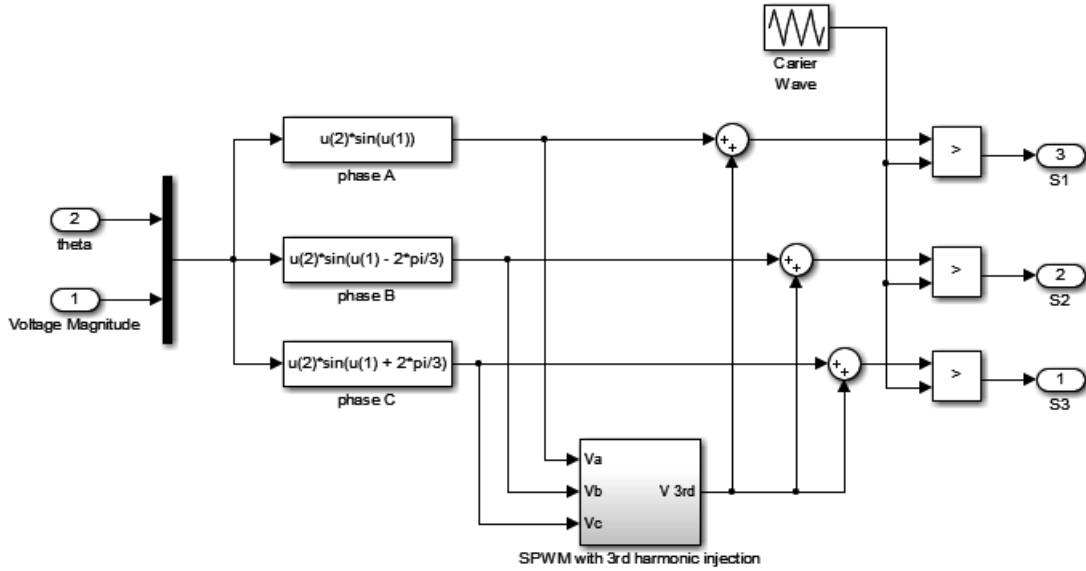 Carier
Wave
u(2)*sin(u(1))
phase A
+
+
>
3
S1
2
theta
u(2)*sin(u(1) - 2*pi/3)
phase B
+
+
>
2
S2
1
Voltage Magnitude
u(2)*sin(u(1) + 2*pi/3)
phase C
+
+
>
1
S3
Va
Vb
V 3rd
Vc
SPWM with 3rd harmonic injection